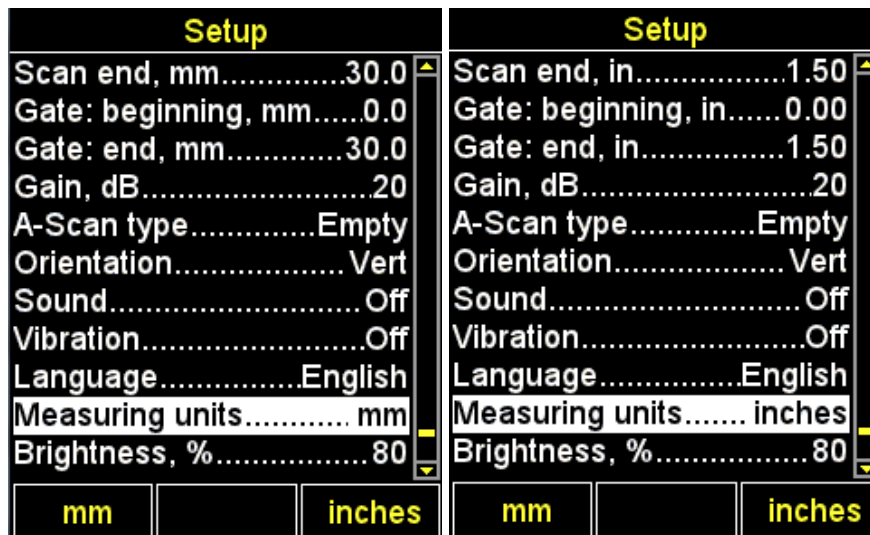 Setup
Scan end, mm..............30.0
Gate: beginning, mm......0.0
Gate: end, mm..............30.0
Gain, dB........................20
A-Scan type..............Empty
Orientation.................... Vert
Sound.......................... Off
Vibration.......................Off
Language................English
Measuring units............ mm
Brightness, %.................80
mm inches
Setup
Scan end, in.................1.50
Gate: beginning, in......0.00
Gate: end, in.................1.50
Gain, dB........................20
A-Scan type..............Empty
Orientation.................... Vert
Sound.......................... Off
Vibration.......................Off
Language................English
Measuring units....... inches
Brightness, %..................80
mm inches